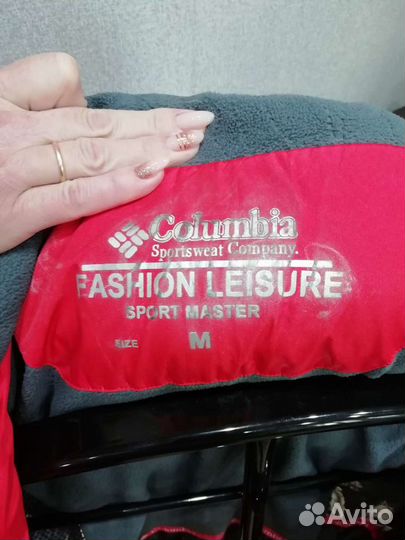 Columbia
Sportsweat Company.
FASHION LEISURE
SPORT MASTER
SIZE M
Avito